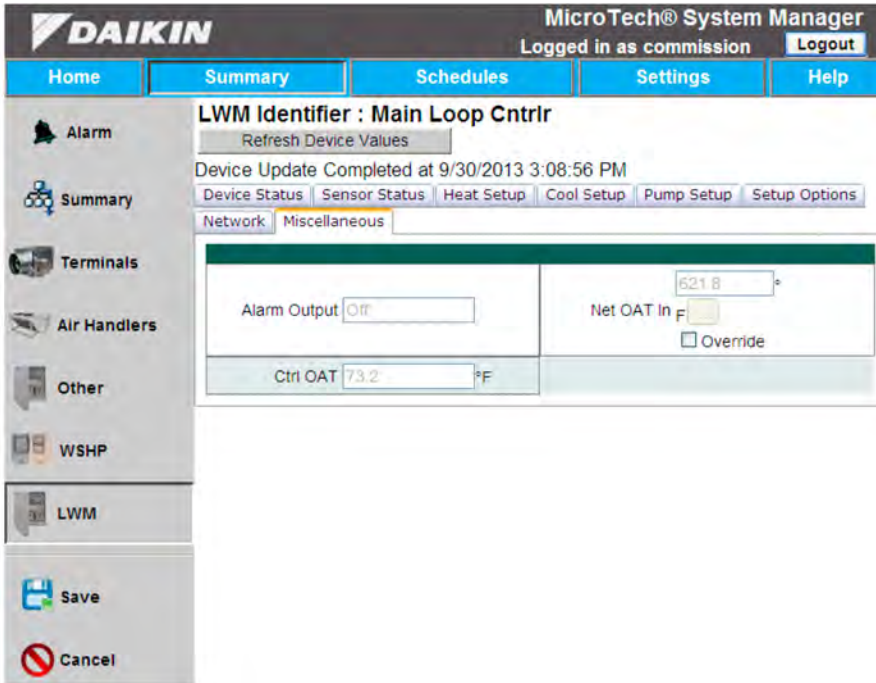 DAIKIN
MicroTech® System Manager
Logged in as commission Logout
Home Summary Schedules Settings Help
LWM Identifier : Main Loop Cntrlr
Refresh Device Values
Device Update Completed at 9/30/2013 3:08:56 PM
Device Status Sensor Status Heat Setup Cool Setup Pump Setup Setup Options
Network Miscellaneous
Alarm Output Off
Net OAT In 621.8 °F
Override
Ctrl OAT 73.2 °F
Alarm
Summary
Terminals
Air Handlers
Other
WSHP
LWM
Save
Cancel